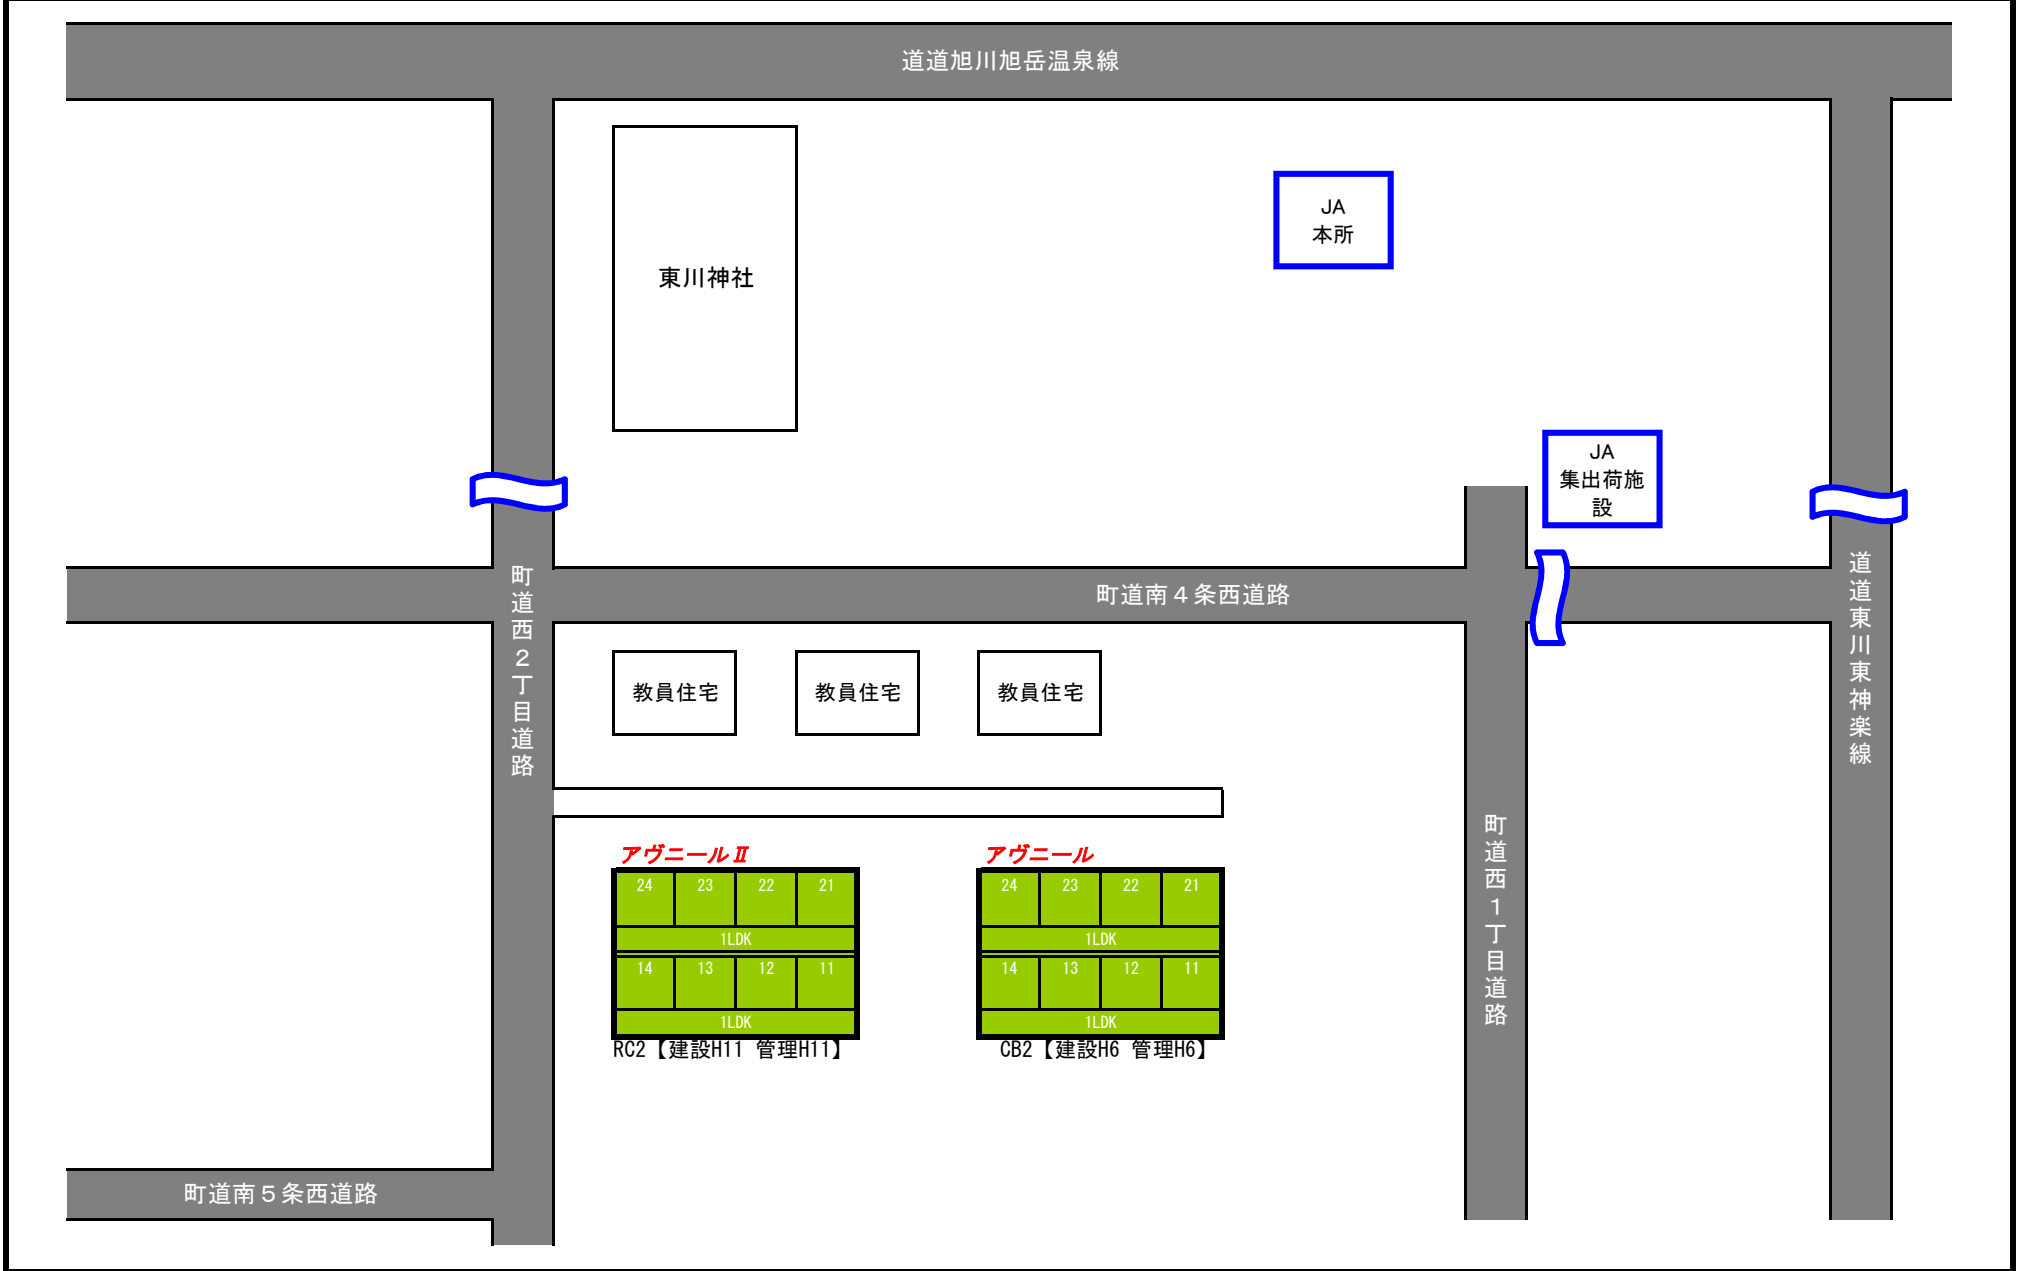 道道旭川旭岳温泉線
JA
本所
東川神社
JA
集出荷施
設
町道南４条西道路
町道西２丁目道路
道道東川東神楽線
教員住宅
教員住宅
教員住宅
町道西１丁目道路
アヴニールⅡ
24 23 22 21
1LDK
14 13 12 11
1LDK
RC2【建設H11 管理H11】
アヴニール
24 23 22 21
1LDK
14 13 12 11
1LDK
CB2【建設H6 管理H6】
町道南５条西道路